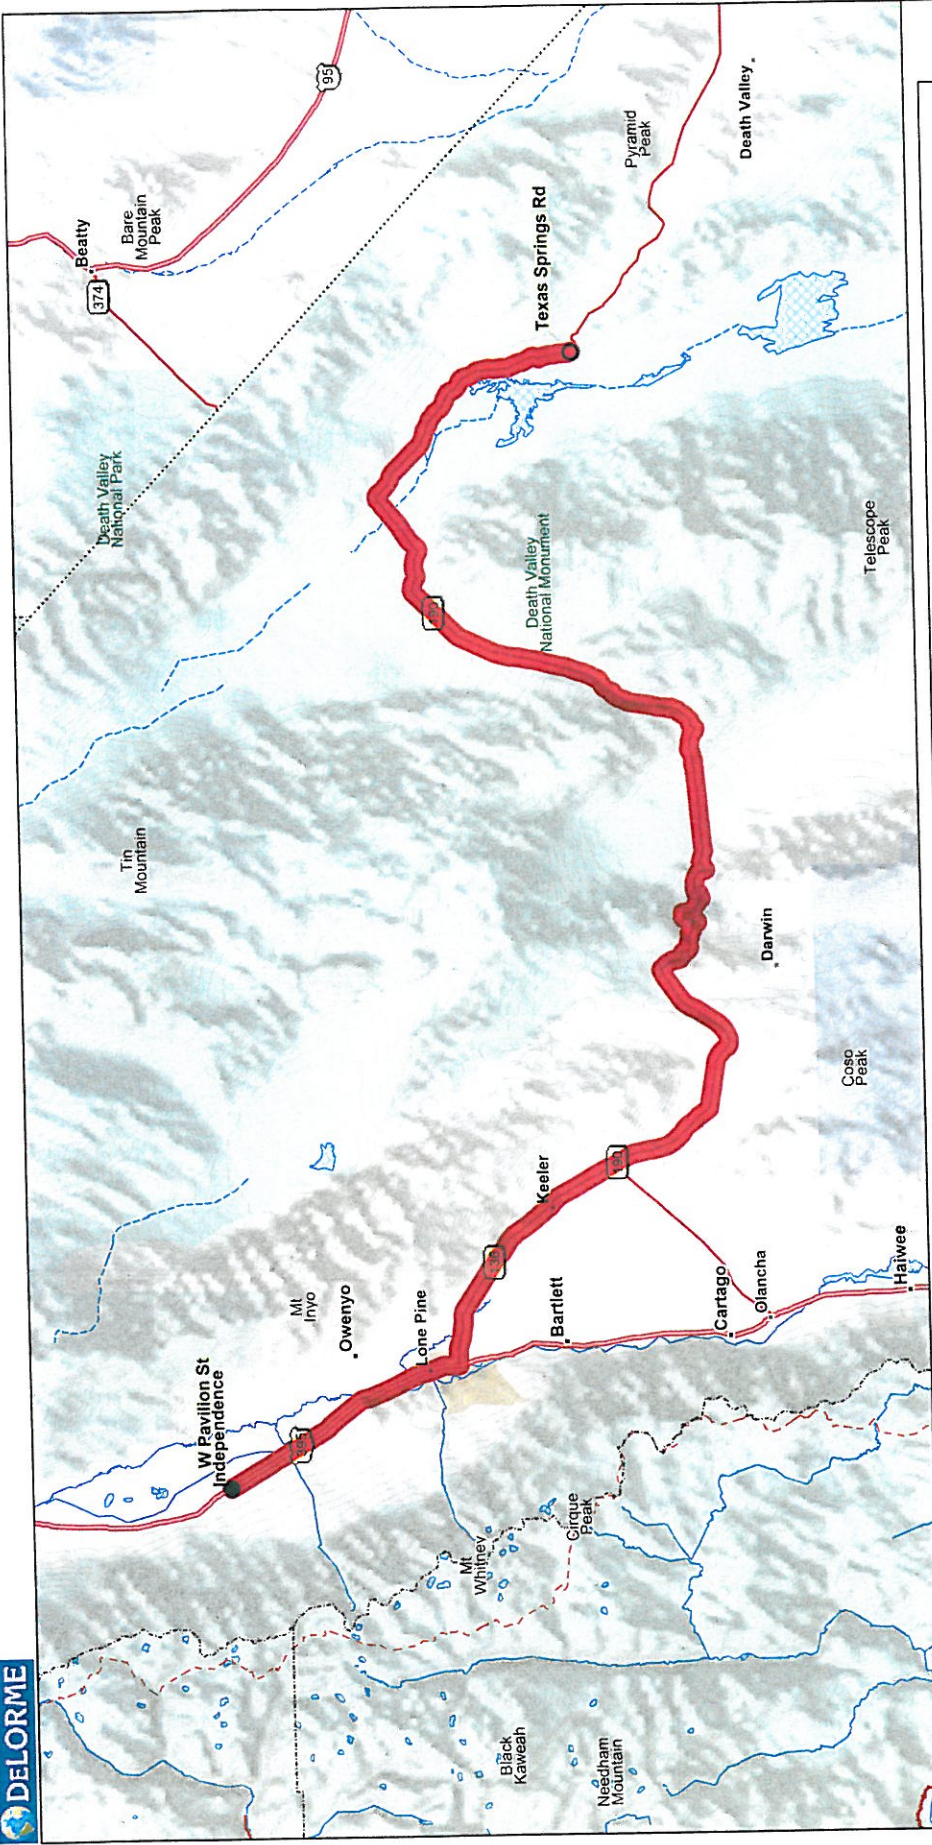 DELORME
95
Beatty
Bare
Mountain
Peak
374
Death Valley
National Park
Pyramid
Peak
Death Valley
Texas Springs Rd
190
Death Valley
National Monument
Telescope
Peak
Tin
Mountain
Darwin
Coso
Peak
190
Keeler
136
Mt
Inyo
Owenyo
Lone Pine
Bartlett
Cartago
Olancha
Haiwee
W Pavilion St
Independence
395
Mt
Whitney
Cirque
Peak
Black
Kaweah
Needham
Mountain